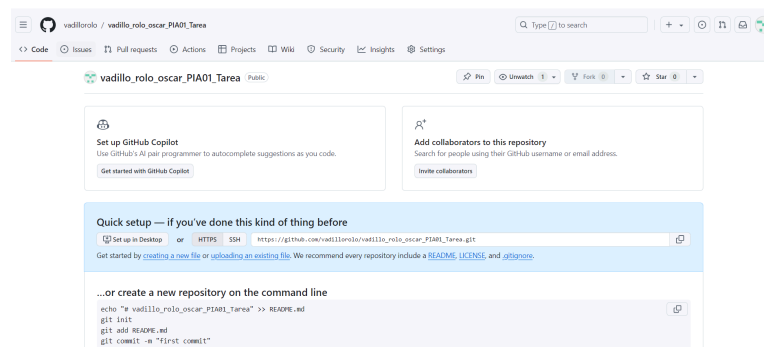 vadillorolo / vadillo_rolo_oscar_PIA01_Tarea
Type / to search
Code Issues Pull requests Actions Projects Wiki Security Insights Settings
vadillo_rolo_oscar_PIA01_Tarea Public
Pin Unwatch 1 Fork 0 Star 0
Set up GitHub Copilot
Use GitHub's AI pair programmer to autocomplete suggestions as you code.
Get started with GitHub Copilot
Add collaborators to this repository
Search for people using their GitHub username or email address.
Invite collaborators
Quick setup — if you've done this kind of thing before
Set up in Desktop or HTTPS SSH https://github.com/vadillorolo/vadillo_rolo_oscar_PIA01_Tarea.git
Get started by creating a new file or uploading an existing file. We recommend every repository include a README, LICENSE, and .gitignore.
...or create a new repository on the command line
echo "# vadillo_rolo_oscar_PIA01_Tarea" >> README.md
git init
git add README.md
git commit -m "first commit"